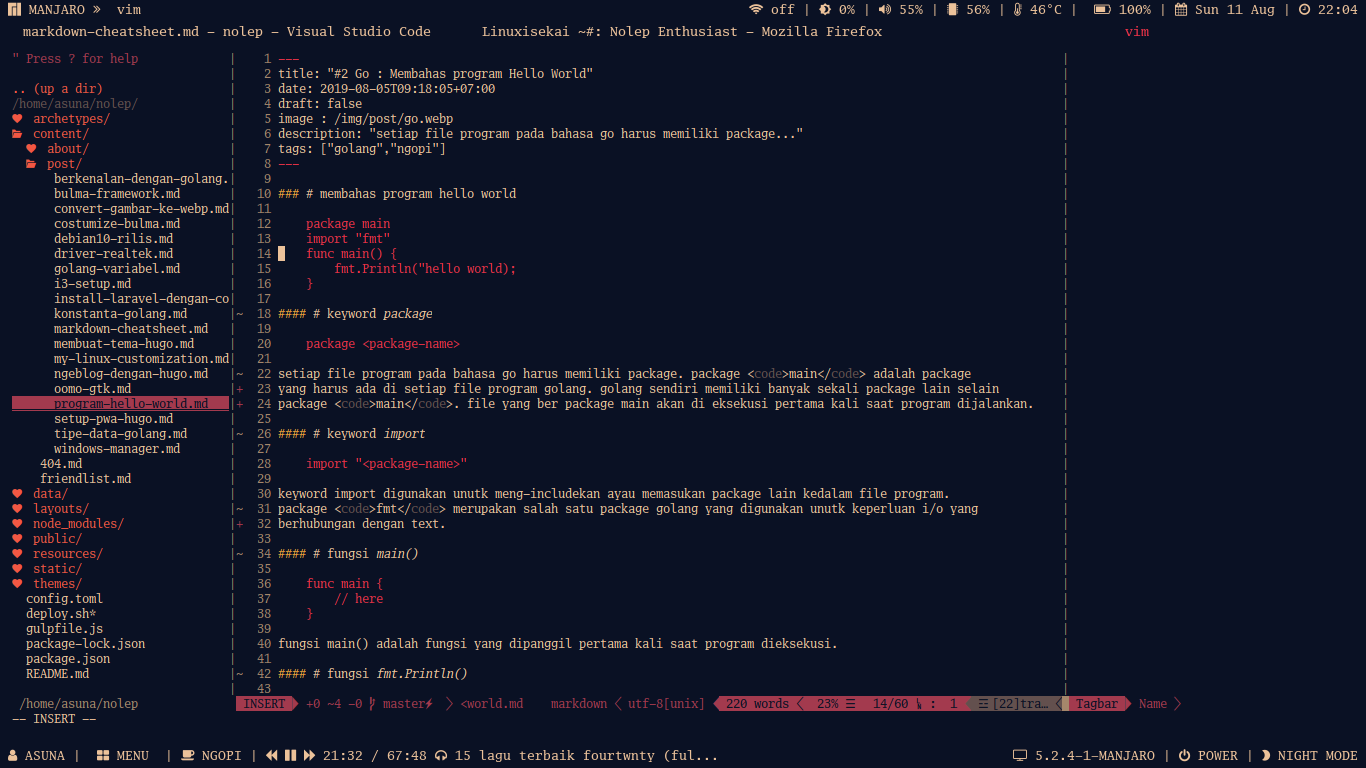 MANJARO » vim
off | 0% | 55% | 56% | 46°C | 100% | Sun 11 Aug | 22:04
markdown-cheatsheet.md - nolep - Visual Studio Code
Linuxisekai ~#: Nolep Enthusiast - Mozilla Firefox
vim
" Press ? for help
.. (up a dir)
/home/asuna/nolep/
archetypes/
content/
about/
post/
berkenalan-dengan-golang.
bulma-framework.md
convert-gambar-ke-webp.md
costumize-bulma.md
debian10-rilis.md
driver-realtek.md
golang-variabel.md
i3-setup.md
install-laravel-dengan-co
konstanta-golang.md
markdown-cheatsheet.md
membuat-tema-hugo.md
my-linux-customization.md
ngeblog-dengan-hugo.md
oomo-gtk.md
program-hello-world.md
setup-pwa-hugo.md
tipe-data-golang.md
windows-manager.md
404.md
friendlist.md
data/
layouts/
node_modules/
public/
resources/
static/
themes/
config.toml
deploy.sh*
gulpfile.js
package-lock.json
package.json
README.md
1 ---
2 title: "#2 Go : Membahas program Hello World"
3 date: 2019-08-05T09:18:05+07:00
4 draft: false
5 image : /img/post/go.webp
6 description: "setiap file program pada bahasa go harus memiliki package..."
7 tags: ["golang","ngopi"]
8 ---
9
10 ### # membahas program hello world
11
12 package main
13 import "fmt"
14 func main() {
15 fmt.Println("hello world);
16 }
17
~ 18 #### # keyword package
19
20 package <package-name>
21
~ 22 setiap file program pada bahasa go harus memiliki package. package <code>main</code> adalah package
+ 23 yang harus ada di setiap file program golang. golang sendiri memiliki banyak sekali package lain selain
+ 24 package <code>main</code>. file yang ber package main akan di eksekusi pertama kali saat program dijalankan.
25
~ 26 #### # keyword import
27
28 import "<package-name>"
29
30 keyword import digunakan unutk meng-includekan ayau memasukan package lain kedalam file program.
~ 31 package <code>fmt</code> merupakan salah satu package golang yang digunakan unutk keperluan i/o yang
+ 32 berhubungan dengan text.
33
~ 34 #### # fungsi main()
35
36 func main {
37 // here
38 }
39
40 fungsi main() adalah fungsi yang dipanggil pertama kali saat program dieksekusi.
41
~ 42 #### # fungsi fmt.Println()
43
/home/asuna/nolep
INSERT +0 ~4 -0 master <world.md markdown utf-8[unix] 220 words 23% ☰ 14/60 : 1 ☲ [22]tra… Tagbar Name
-- INSERT --
ASUNA | MENU | NGOPI | 21:32 / 67:48 15 lagu terbaik fourtwnty (ful...
5.2.4-1-MANJARO | POWER | NIGHT MODE